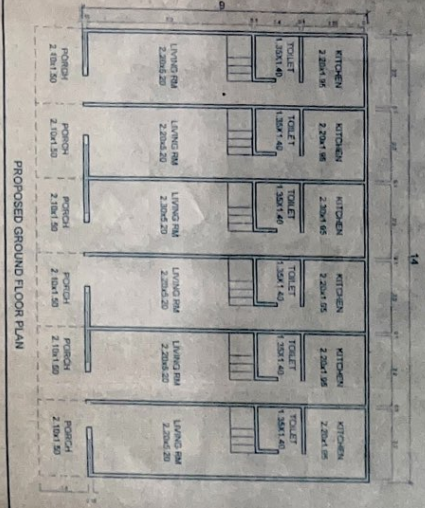 14
KITCHEN KITCHEN KITCHEN KITCHEN KITCHEN KITCHEN
2.20x1.95 2.20x1.95 2.30x1.95 2.20x1.95 2.20x1.95 2.20x1.95
TOILET TOILET TOILET TOILET TOILET TOILET
1.35X1.40 1.35X1.40 1.35X1.40 1.35X1.40 1.35X1.40 1.35X1.40
9
LIVING RM LIVING RM LIVING RM LIVING RM LIVING RM LIVING RM
2.20x5.20 2.20x5.20 2.30x5.20 2.20x5.20 2.20x5.20 2.20x5.20
PORCH PORCH PORCH PORCH PORCH PORCH
2.10x1.50 2.10x1.50 2.10x1.50 2.10x1.50 2.10x1.50 2.10x1.50
PROPOSED GROUND FLOOR PLAN